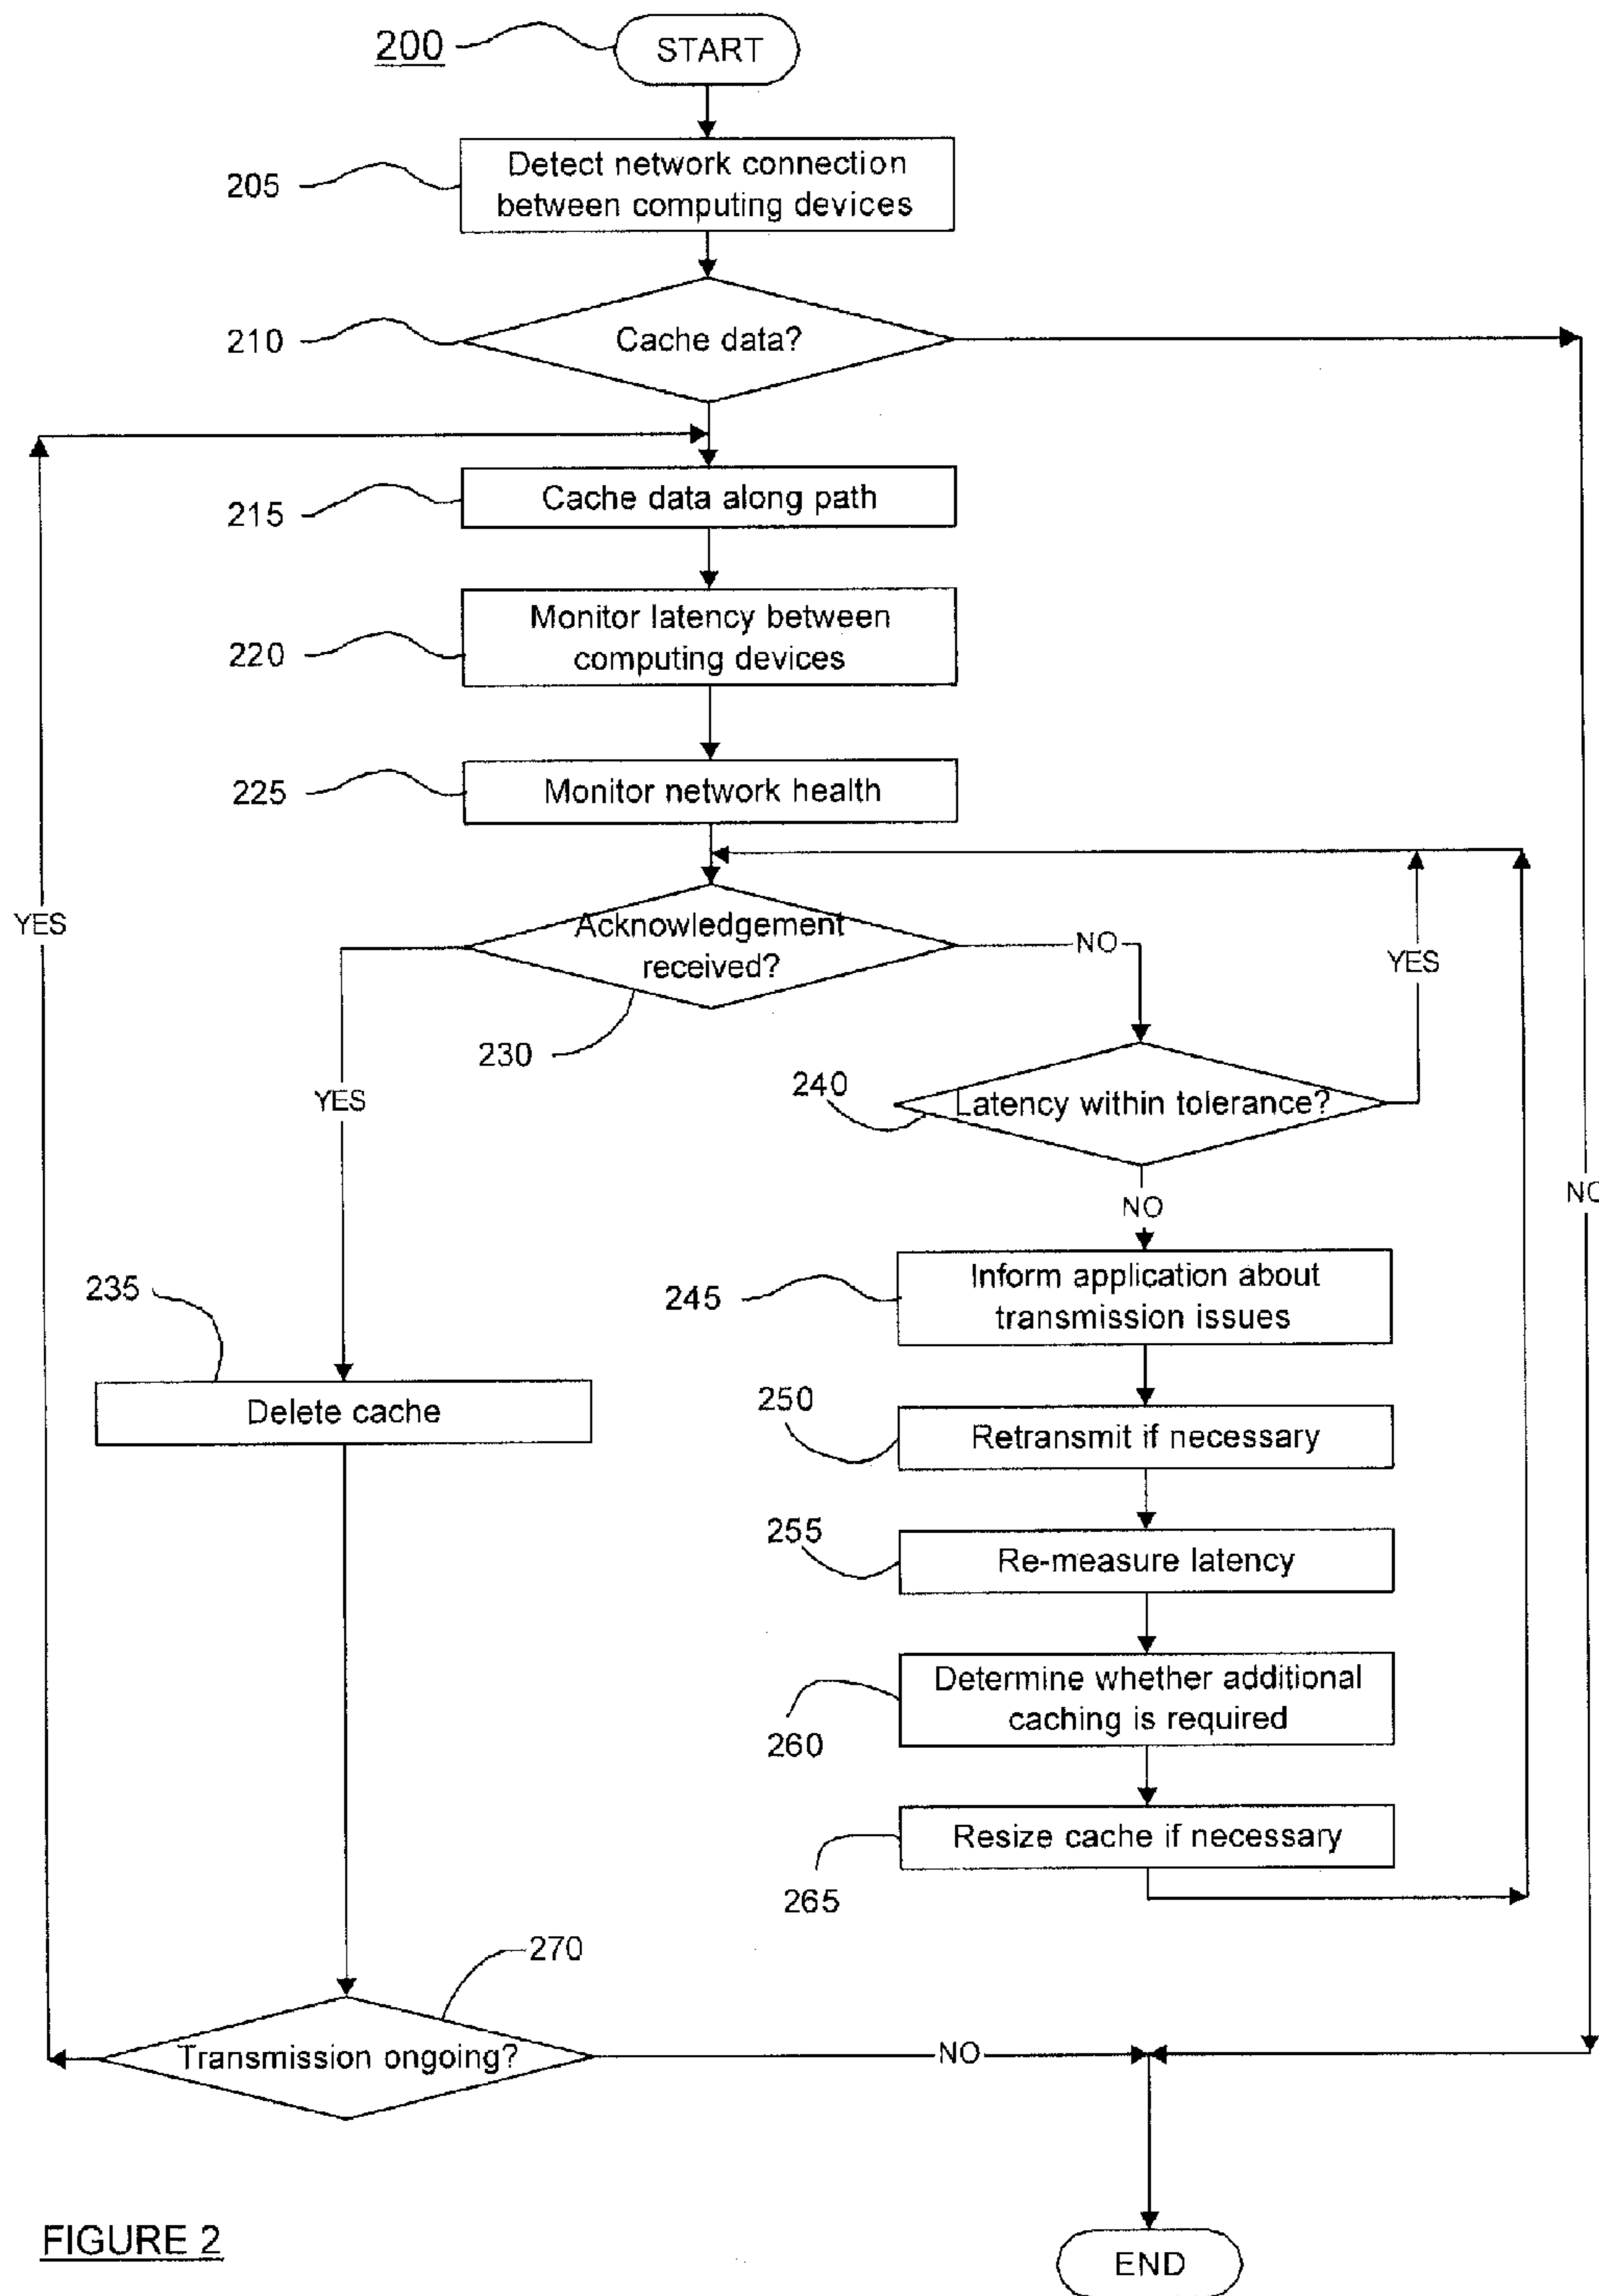 200
START
205
Detect network connection
between computing devices
210
Cache data?
215
Cache data along path
220
Monitor latency between
computing devices
225
Monitor network health
YES
Acknowledgement
received?
NO
YES
230
YES
240
Latency within tolerance?
NO
NO
235
245
Inform application about
transmission issues
Delete cache
250
Retransmit if necessary
255
Re-measure latency
260
Determine whether additional
caching is required
265
Resize cache if necessary
270
Transmission ongoing?
NO
FIGURE 2
END